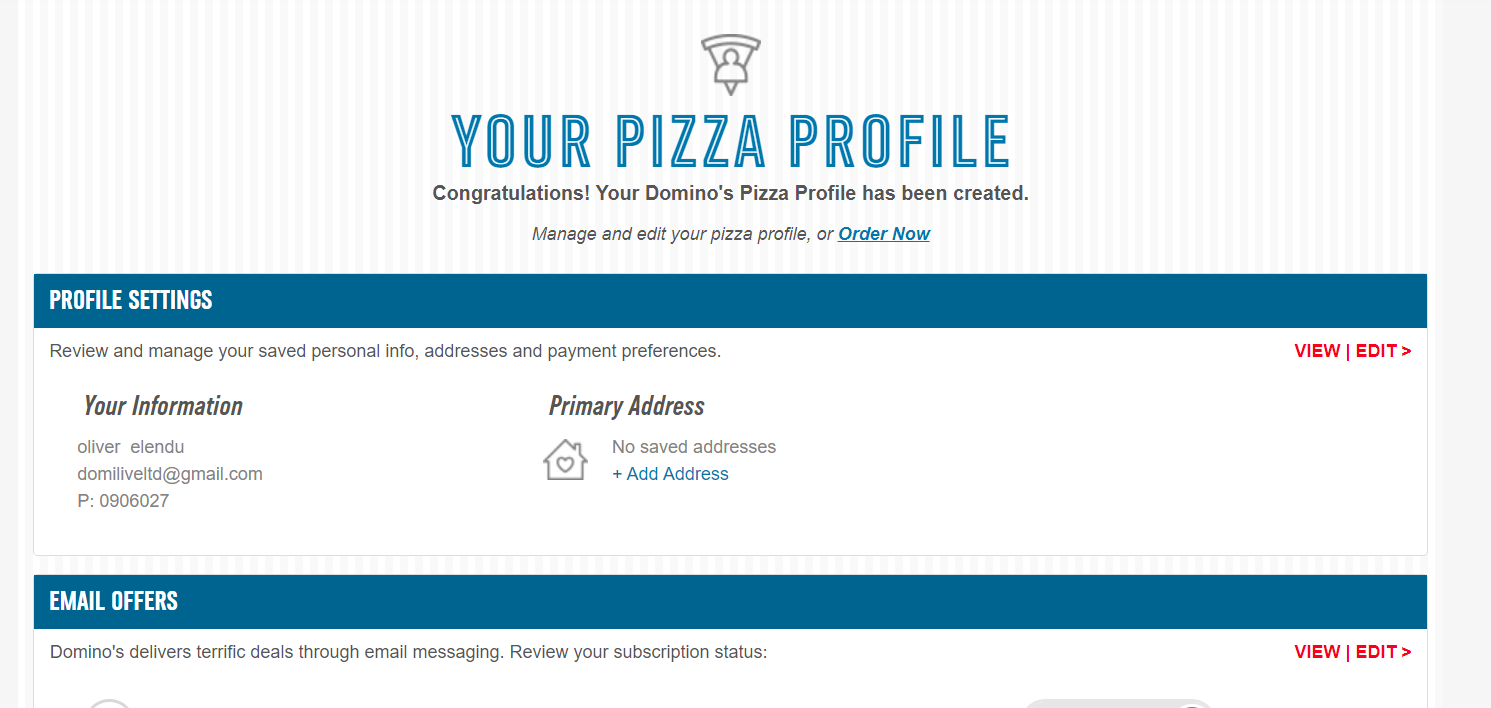 YOUR PIZZA PROFILE
Congratulations! Your Domino's Pizza Profile has been created.
Manage and edit your pizza profile, or Order Now
PROFILE SETTINGS
Review and manage your saved personal info, addresses and payment preferences.
VIEW | EDIT >
Your Information
oliver elendu
domiliveltd@gmail.com
P: 0906027
Primary Address
No saved addresses
+ Add Address
EMAIL OFFERS
Domino's delivers terrific deals through email messaging. Review your subscription status:
VIEW | EDIT >